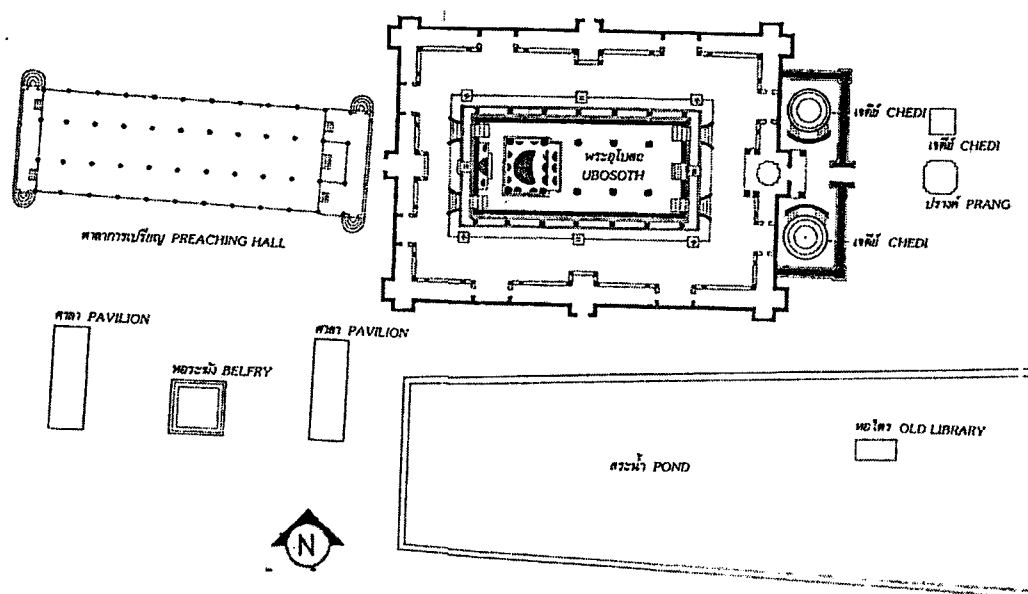 เจดีย์ CHEDI
เจดีย์ CHEDI
พระอุโบสถ
UBOSOTH
ปรางค์ PRANG
ศาลาการเปรียญ PREACHING HALL
เจดีย์ CHEDI
ศาลา PAVILION
ศาลา PAVILION
หอระฆัง BELFRY
หอไตร OLD LIBRARY
สระน้ำ POND
N